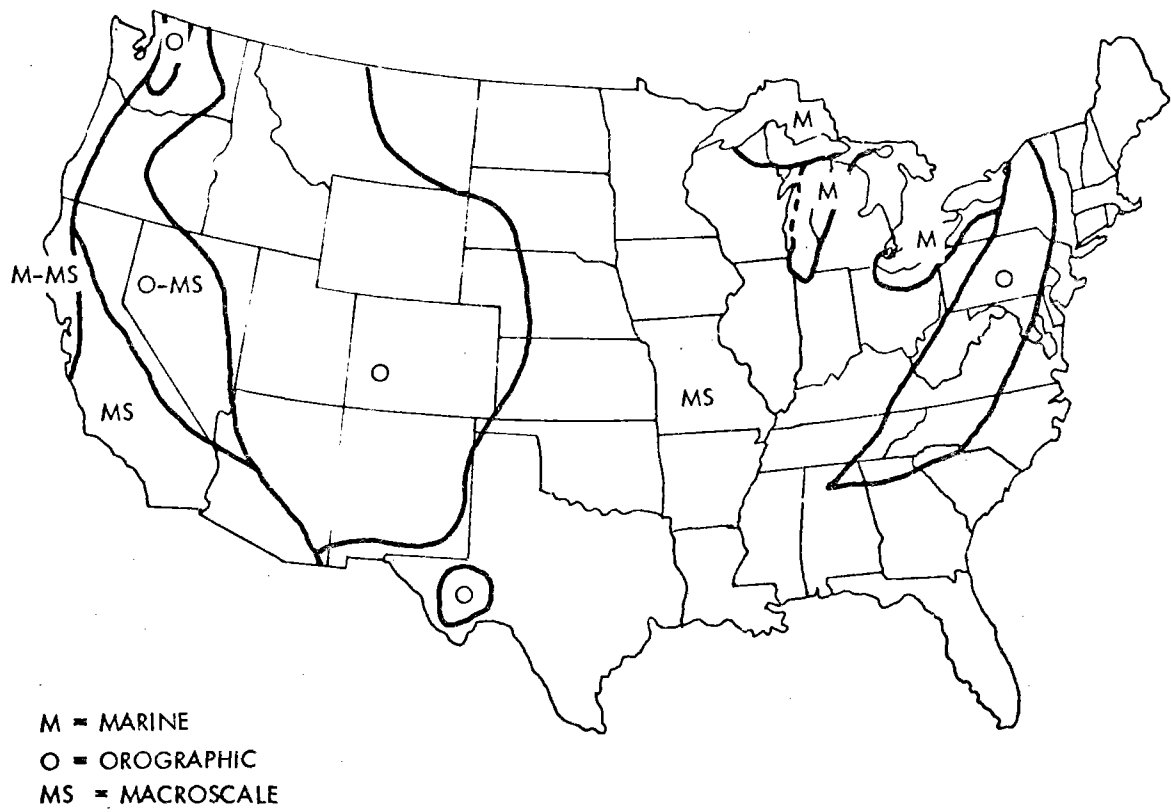 O
M
M
M
M-MS
O-MS
O
O
MS
MS
O
M = MARINE
O = OROGRAPHIC
MS = MACROSCALE